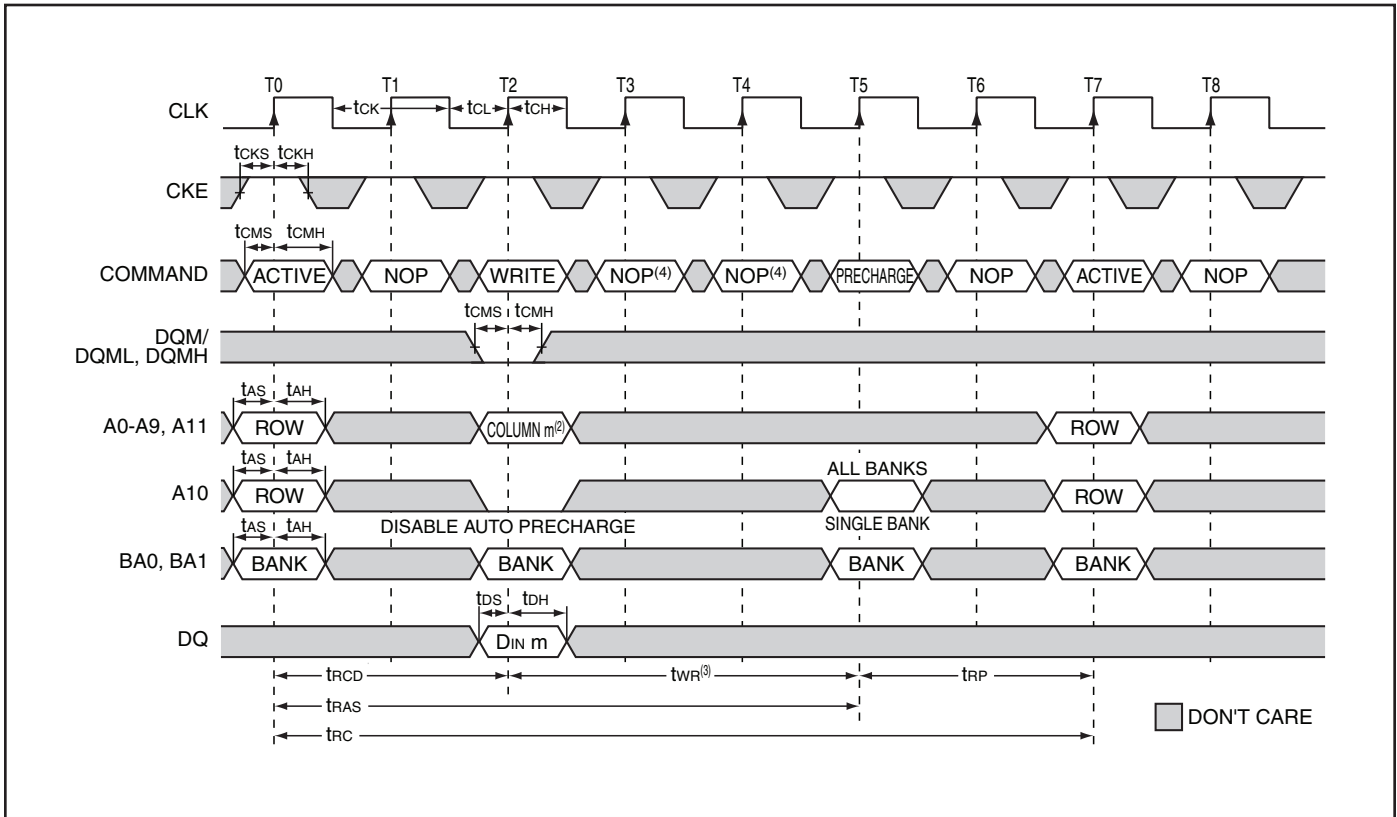 T0 T1 T2 T3 T4 T5 T6 T7 T8
CLK tCK tCL tCH
tCKS tCKH
CKE
tCMS tCMH
COMMAND ACTIVE NOP WRITE NOP(4) NOP(4) PRECHARGE NOP ACTIVE NOP
tCMS tCMH
DQM/
DQML, DQMH
tAS tAH
A0-A9, A11 ROW COLUMN m(2) ROW
tAS tAH ALL BANKS
A10 ROW ROW
tAS tAH DISABLE AUTO PRECHARGE SINGLE BANK
BA0, BA1 BANK BANK BANK BANK
tDS tDH
DQ DIN m
tRCD tWR(3) tRP
tRAS
tRC
DON'T CARE